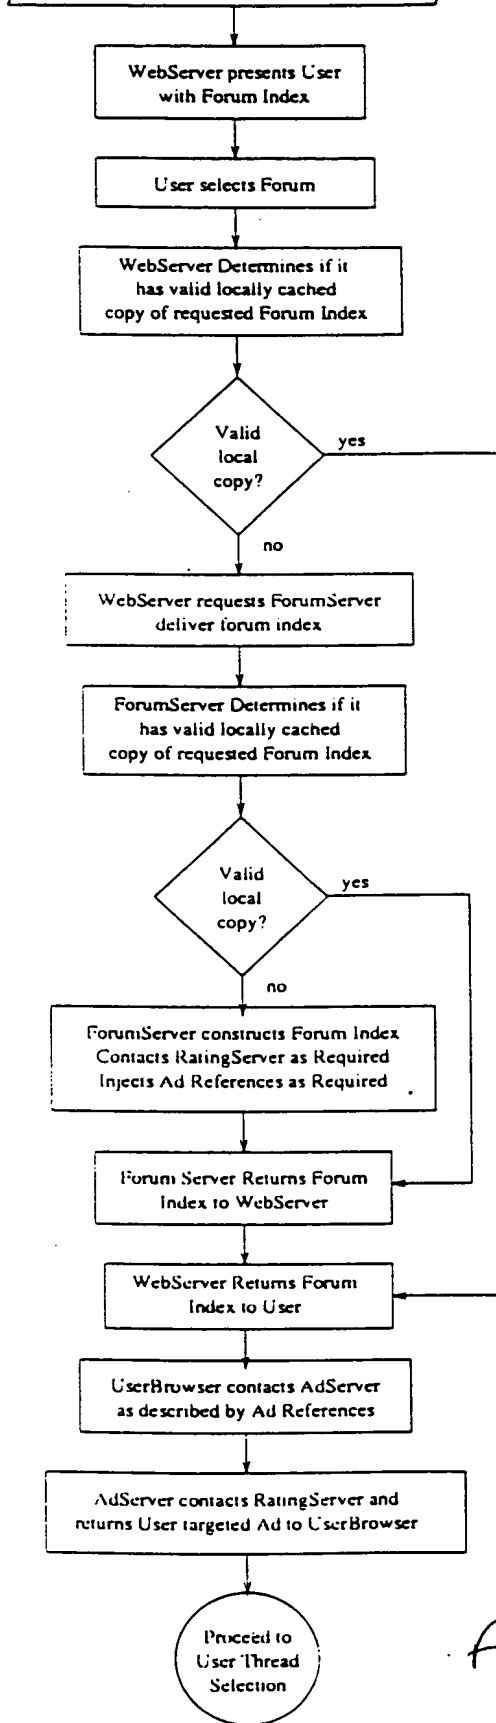 WebServer presents User
with Forum Index
User selects Forum
WebServer Determines if it
has valid locally cached
copy of requested Forum Index
Valid
local
copy?
yes
no
WebServer requests ForumServer
deliver forum index
ForumServer Determines if it
has valid locally cached
copy of requested Forum Index
Valid
local
copy?
yes
no
ForumServer constructs Forum Index
Contacts RatingServer as Required
Injects Ad References as Required
Forum Server Returns Forum
Index to WebServer
WebServer Returns Forum
Index to User
UserBrowser contacts AdServer
as described by Ad References
AdServer contacts RatingServer and
returns User targeted Ad to UserBrowser
Proceed to
User Thread
Selection